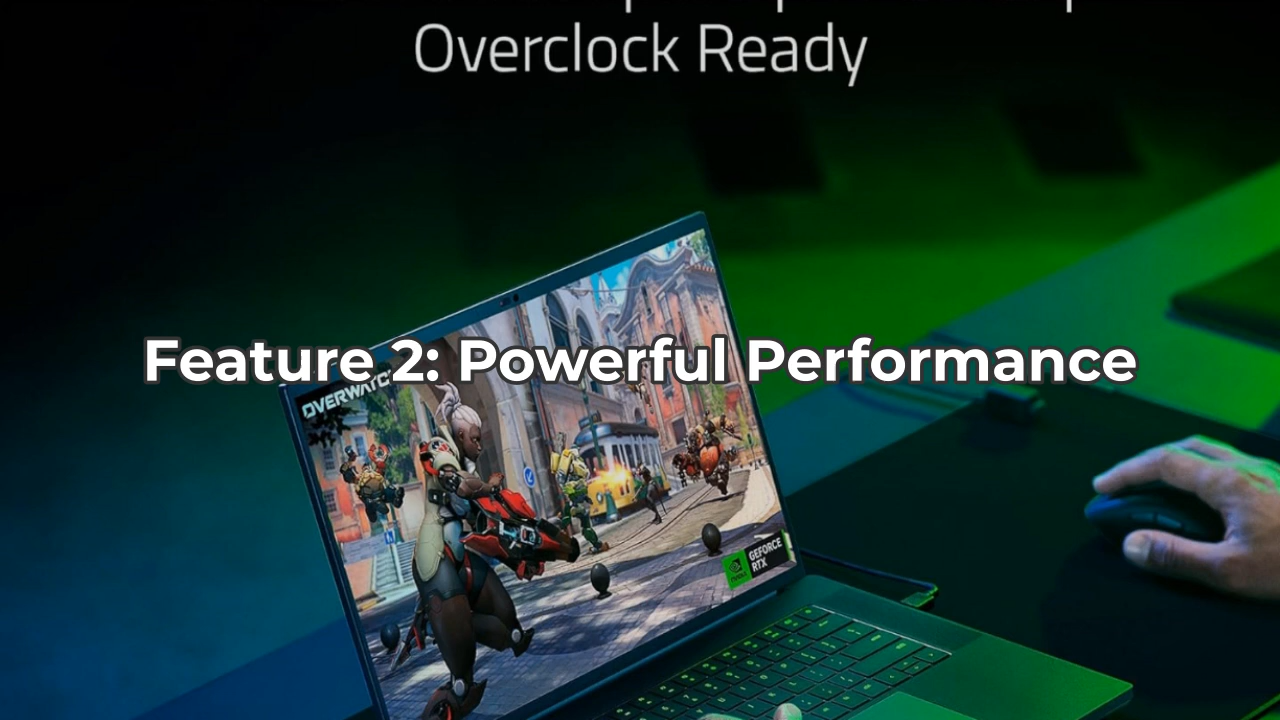 Overclock Ready
Feature 2: Powerful Performance
OVERWATCH
GEFORCE
RTX